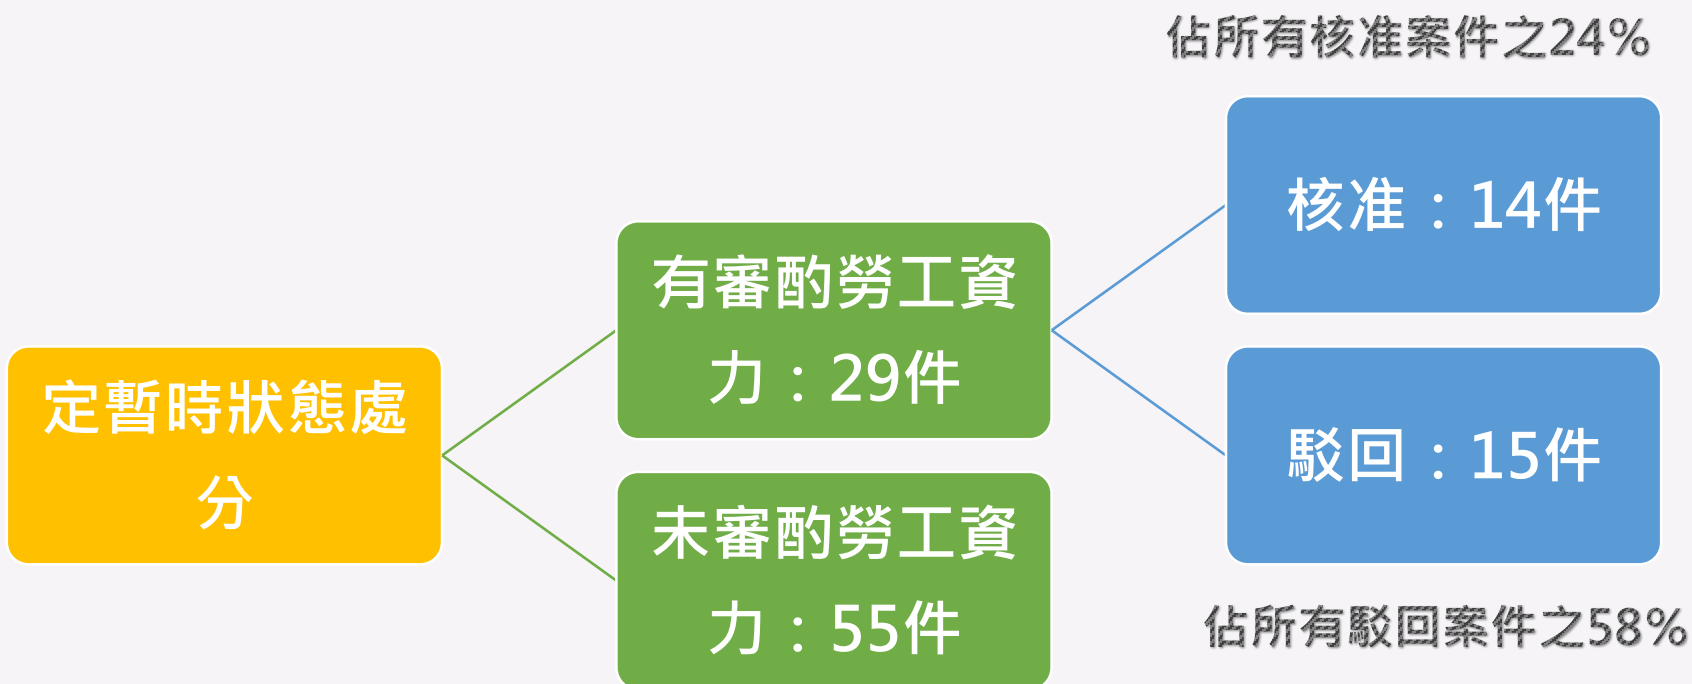 佔所有核准案件之24%
核准：14件
有審酌勞工資
力：29件
定暫時狀態處
分
駁回：15件
未審酌勞工資
力：55件
佔所有駁回案件之58%